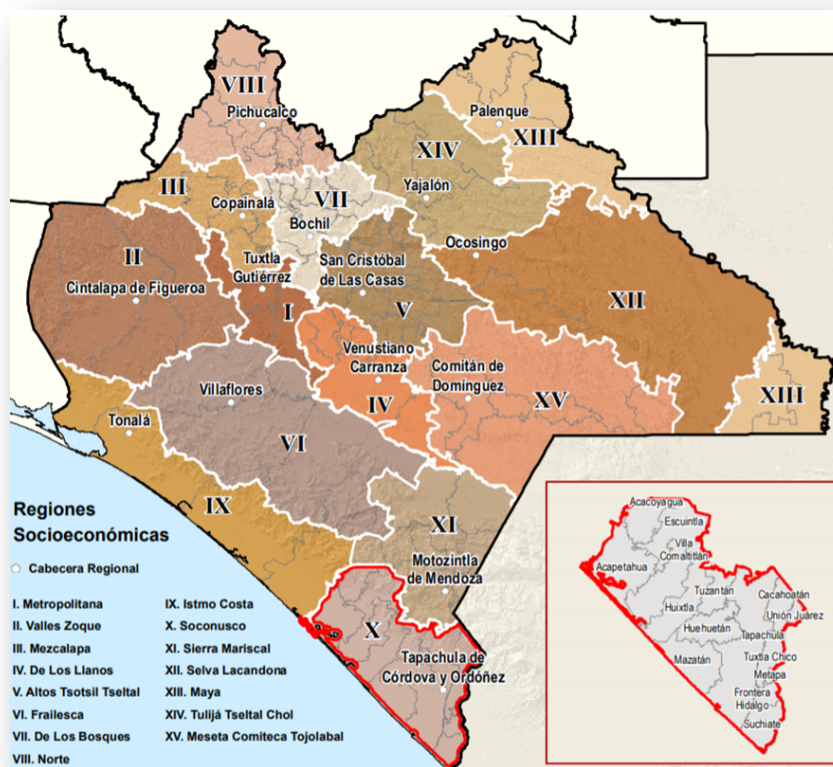 VIII
Pichucalco
Palenque
XIII
XIV
III
Yajalón
VII
Copainalá
Bochil
Ocosingo
II
Tuxtla
Gutiérrez
San Cristóbal
de Las Casas
Cintalapa de Figueroa
XII
I
V
Venustiano
Carranza
Comitán de
Domínguez
Villaflores
IV
XV
XIII
Tonalá
VI
IX
XI
Motozintla
de Mendoza
X
Tapachula de
Córdova y Ordóñez
Regiones
Socioeconómicas
Cabecera Regional
I. Metropolitana
II. Valles Zoque
III. Mezcalapa
IV. De Los Llanos
V. Altos Tsotsil Tseltal
VI. Frailesca
VII. De Los Bosques
VIII. Norte
IX. Istmo Costa
X. Soconusco
XI. Sierra Mariscal
XII. Selva Lacandona
XIII. Maya
XIV. Tulijá Tseltal Chol
XV. Meseta Comiteca Tojolabal
Acacoyagua
Escuintla
Villa
Comaltitlán
Acapetahua
Tuzantán
Cacahoatán
Huixtla
Unión Juárez
Huehuetán
Tapachula
Mazatán
Tuxtla Chico
Metapa
Frontera
Hidalgo
Suchiate